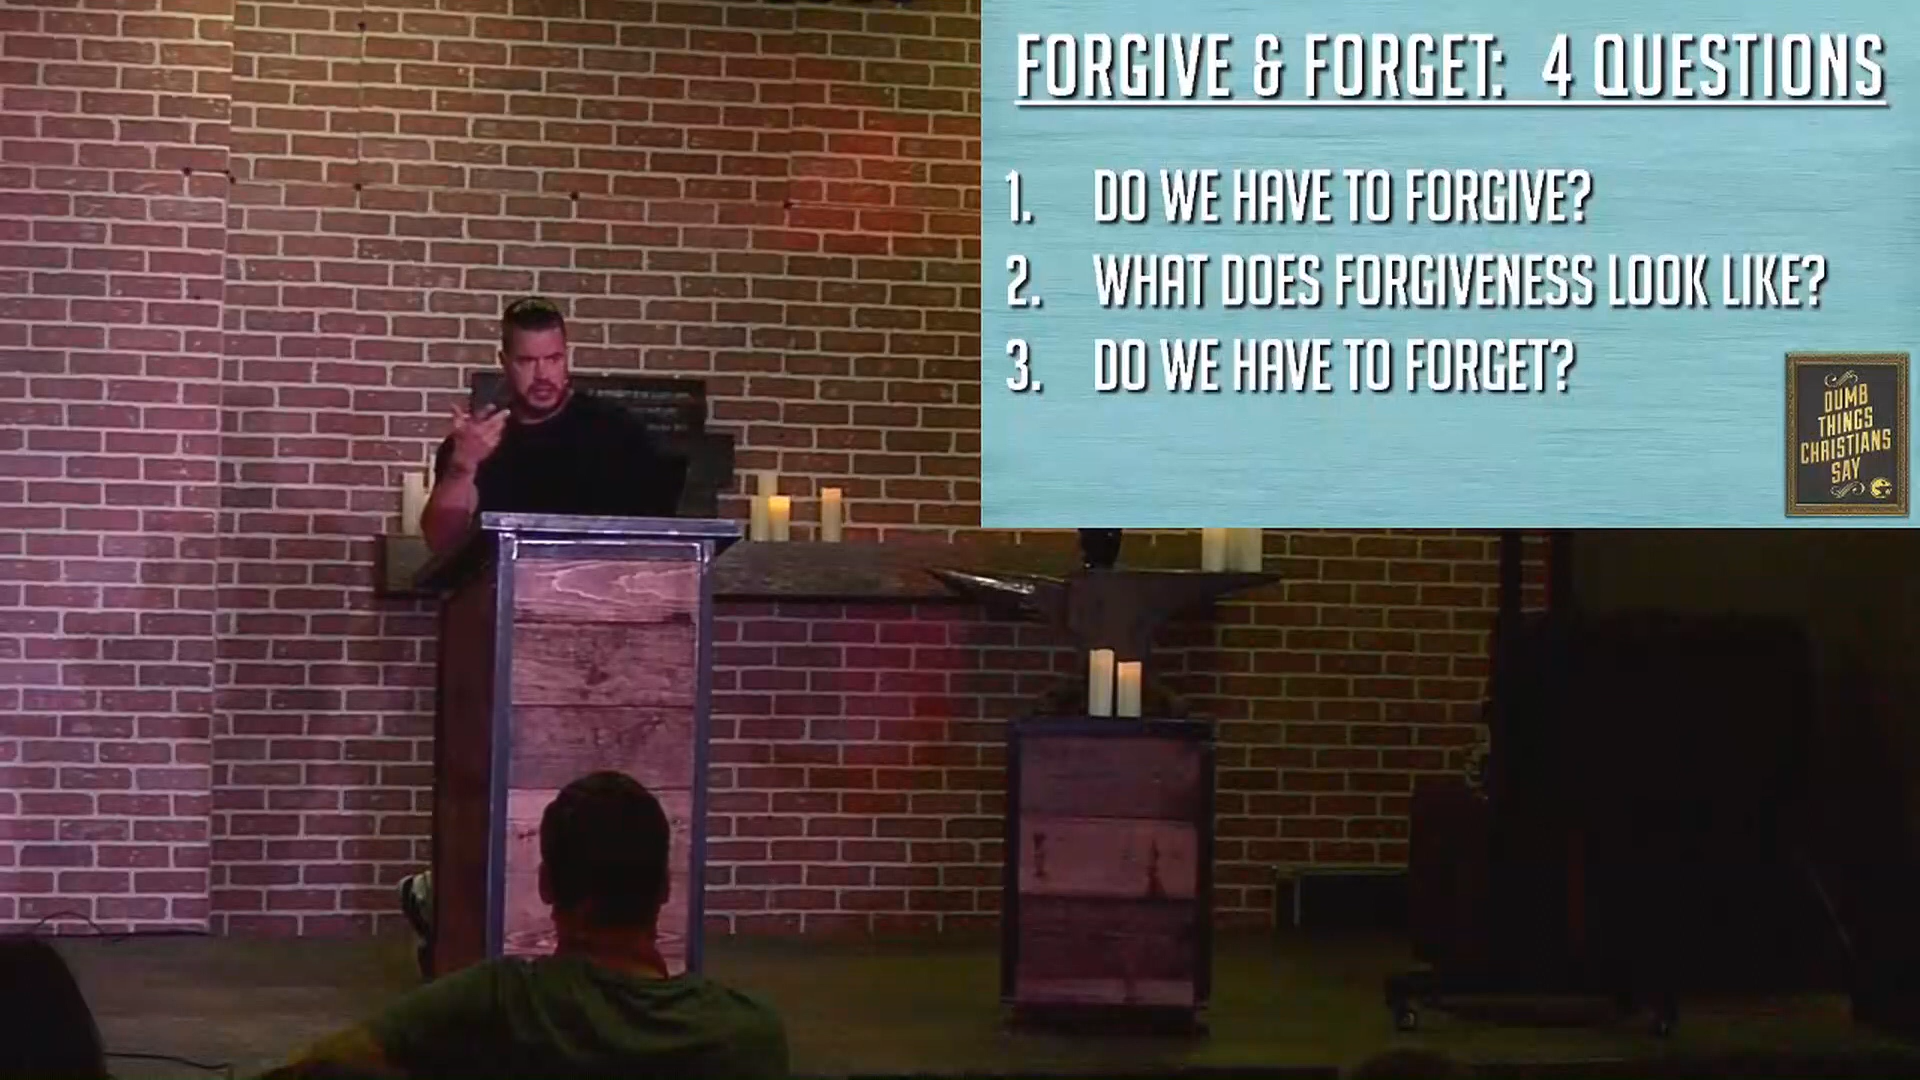 FORGIVE & FORGET: 4 QUESTIONS
1. DO WE HAVE TO FORGIVE?
2. WHAT DOES FORGIVENESS LOOK LIKE?
3. DO WE HAVE TO FORGET?
DUMB
THINGS
CHRISTIANS
SAY